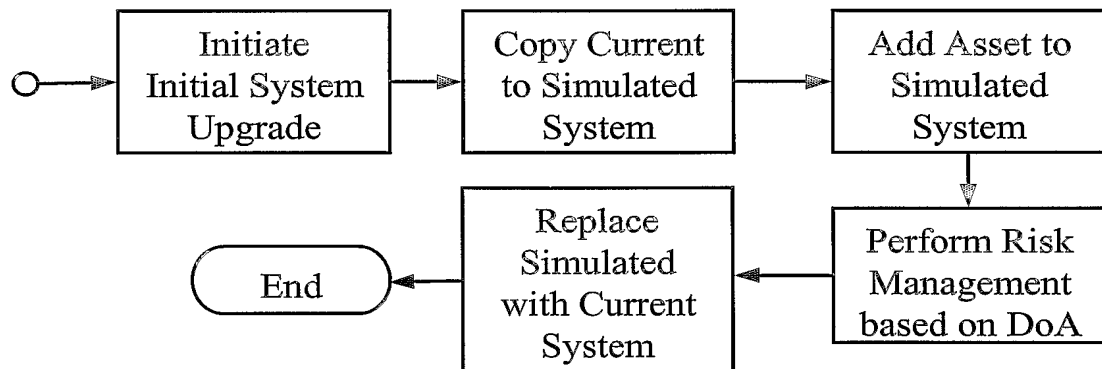 Initiate
Initial System
Upgrade
Copy Current
to Simulated
System
Add Asset to
Simulated
System
Perform Risk
Management
based on DoA
Replace
Simulated
with Current
System
End